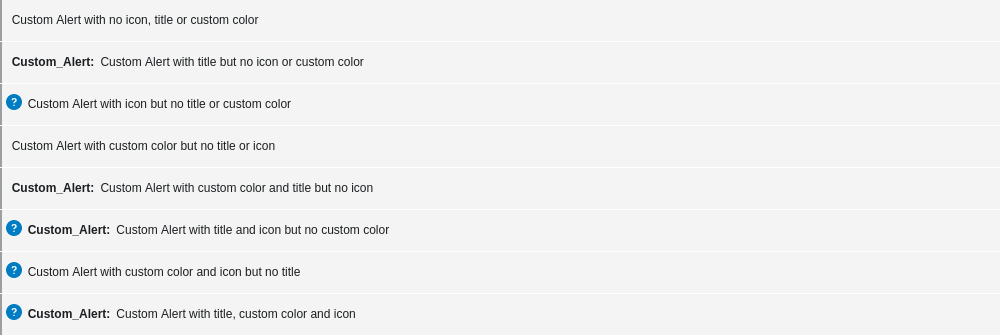 Custom Alert with no icon, title or custom color
Custom_Alert: Custom Alert with title but no icon or custom color
? Custom Alert with icon but no title or custom color
Custom Alert with custom color but no title or icon
Custom_Alert: Custom Alert with custom color and title but no icon
? Custom_Alert: Custom Alert with title and icon but no custom color
? Custom Alert with custom color and icon but no title
? Custom_Alert: Custom Alert with title, custom color and icon